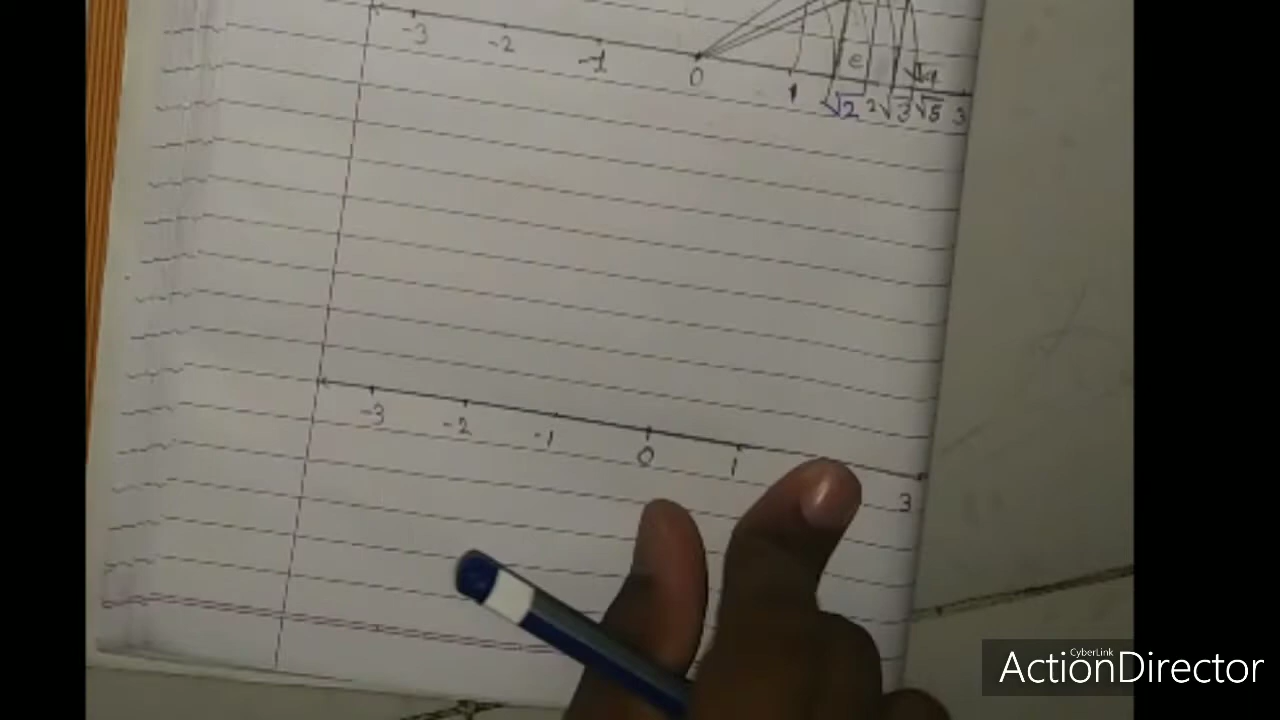 -3 -2 -1 0 1 √2 2 √3 √5 3
-3 -2 -1 0 1 3
CyberLink
ActionDirector